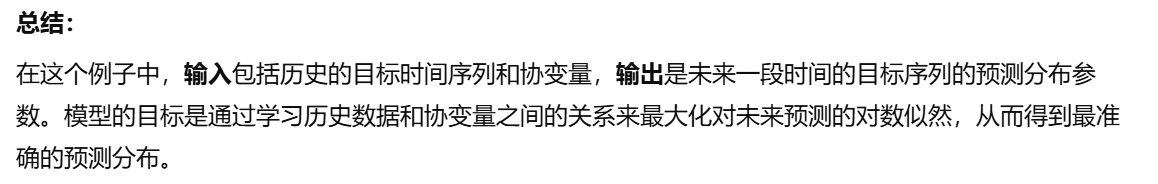 总结：
在这个例子中，输入包括历史的目标时间序列和协变量，输出是未来一段时间的目标序列的预测分布参
数。模型的目标是通过学习历史数据和协变量之间的关系来最大化对未来预测的对数似然，从而得到最准
确的预测分布。